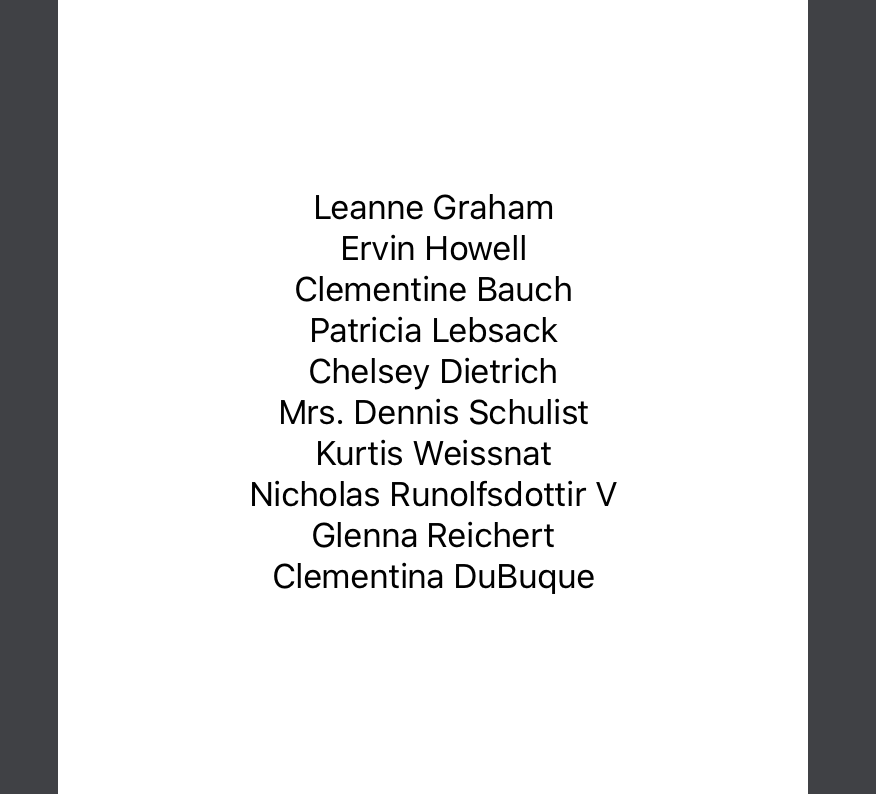 Leanne Graham
Ervin Howell
Clementine Bauch
Patricia Lebsack
Chelsey Dietrich
Mrs. Dennis Schulist
Kurtis Weissnat
Nicholas Runolfsdottir V
Glenna Reichert
Clementina DuBuque